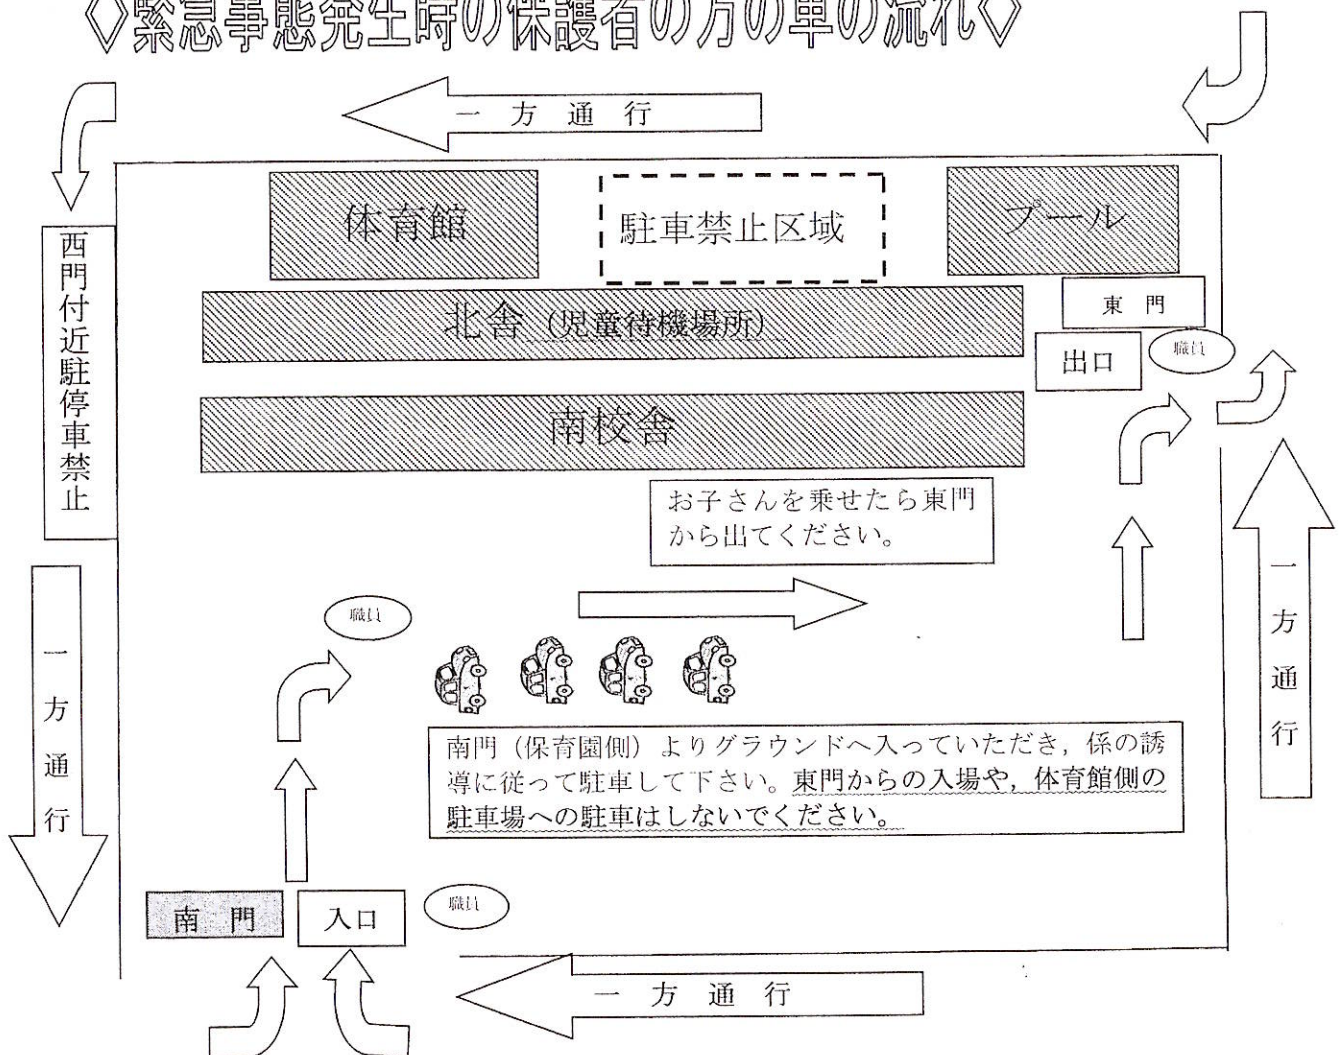 ◇緊急事態発生時の保護者の方の車の流れ◇
一方通行
体育館
駐車禁止区域
プール
西門付近駐停車禁止
北舎（児童待機場所）
東門
出口
職員
南校舎
お子さんを乗せたら東門
から出てください。
職員
一方通行
一方通行
南門（保育園側）よりグラウンドへ入っていただき，係の誘
導に従って駐車して下さい。東門からの入場や，体育館側の
駐車場への駐車はしないでください。
南門
入口
職員
一方通行